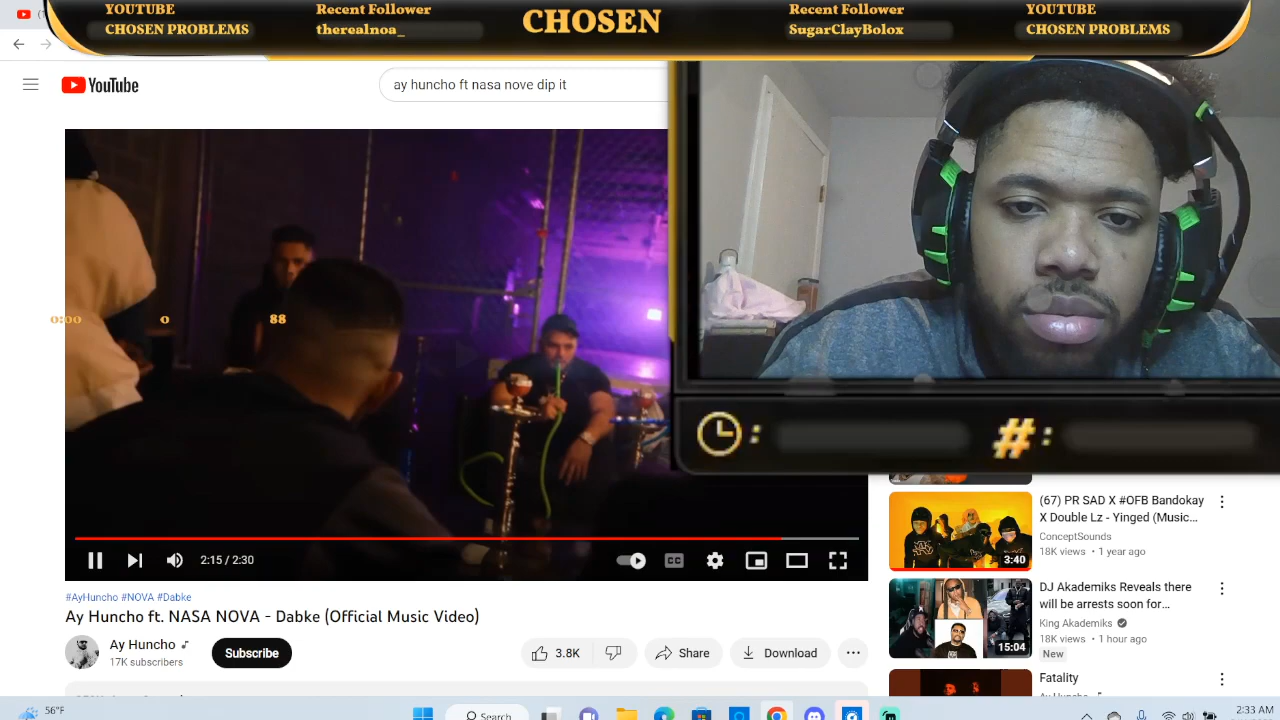 YOUTUBE
CHOSEN PROBLEMS
Recent Follower
therealnoa_
CHOSEN
Recent Follower
SugarClayBolox
YOUTUBE
CHOSEN PROBLEMS
YouTube
ay huncho ft nasa nove dip it
0:00
0
88
:
#:
2:15 / 2:30
CC
#AyHuncho #NOVA #Dabke
Ay Huncho ft. NASA NOVA - Dabke (Official Music Video)
Ay Huncho
17K subscribers
Subscribe
3.8K
Share
Download
(67) PR SAD X #OFB Bandokay
X Double Lz - Yinged (Music...
ConceptSounds
18K views • 1 year ago
3:40
DJ Akademiks Reveals there
will be arrests soon for...
King Akademiks
18K views • 1 hour ago
New
15:04
Fatality
56°F
Search
2:33 AM